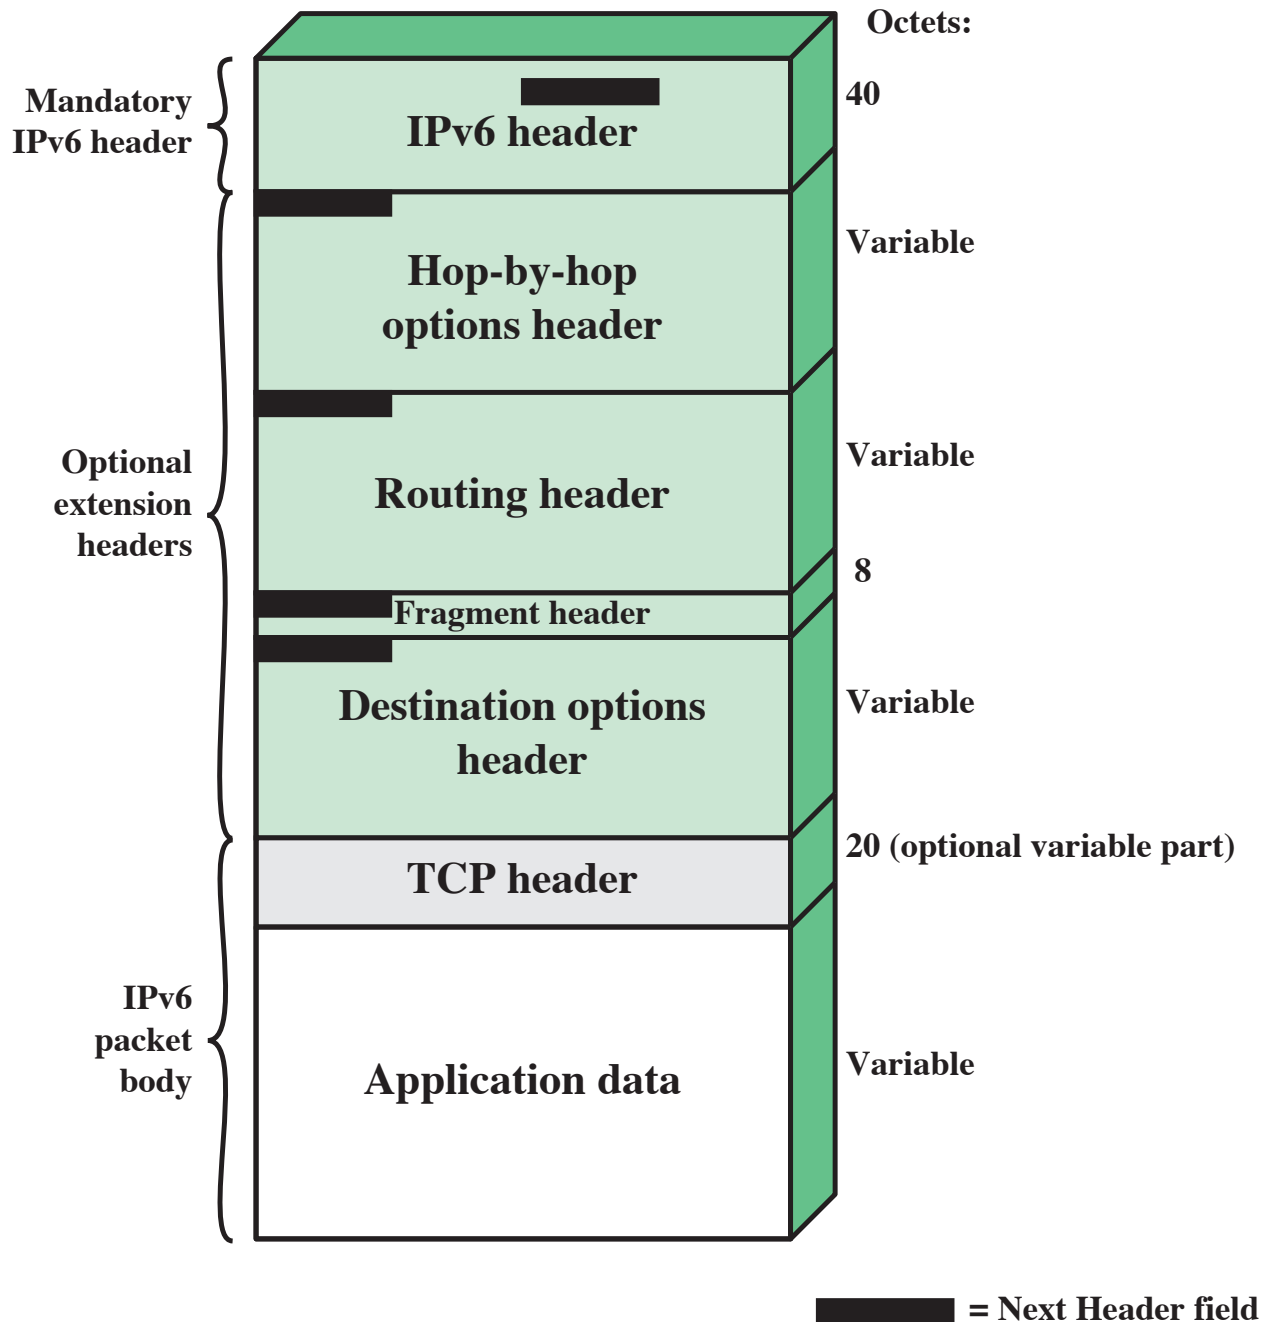 Octets:
Mandatory
IPv6 header
IPv6 header
40
Hop-by-hop
options header
Variable
Optional
extension
headers
Routing header
Variable
Fragment header
8
Destination options
header
Variable
TCP header
20 (optional variable part)
IPv6
packet
body
Application data
Variable
= Next Header field